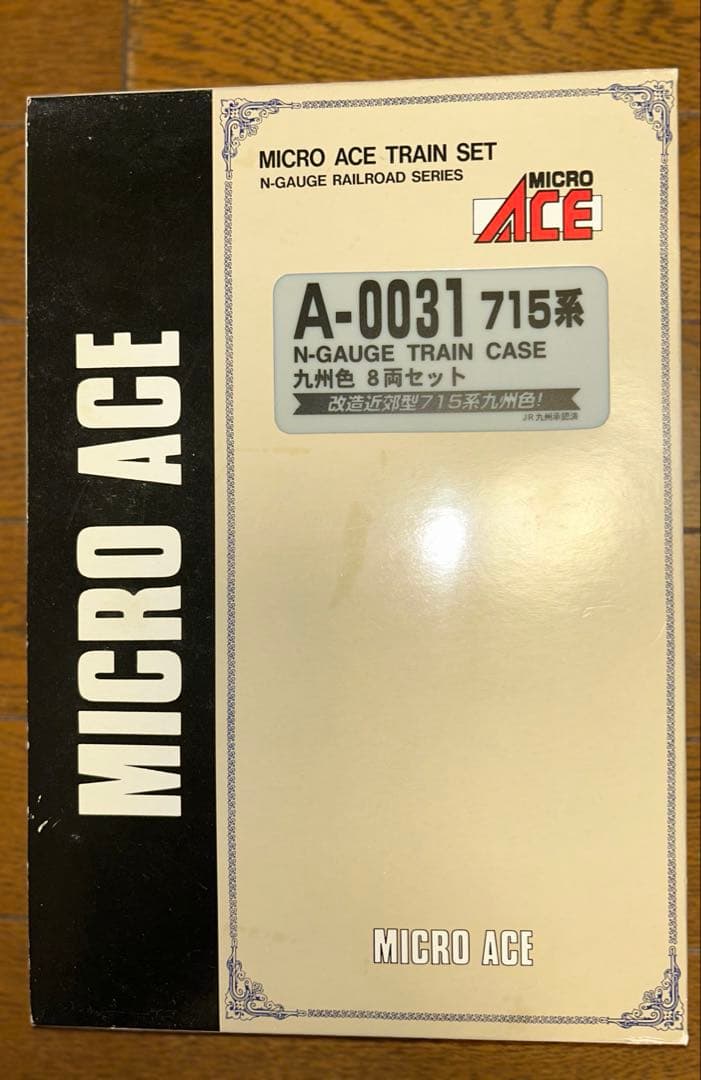 MICRO ACE
MICRO ACE TRAIN SET
N-GAUGE RAILROAD SERIES
MICRO
ACE
A-0031 715系
N-GAUGE TRAIN CASE
九州色 8両セット
改造近郊型715系九州色!
JR九州承認済
MICRO ACE